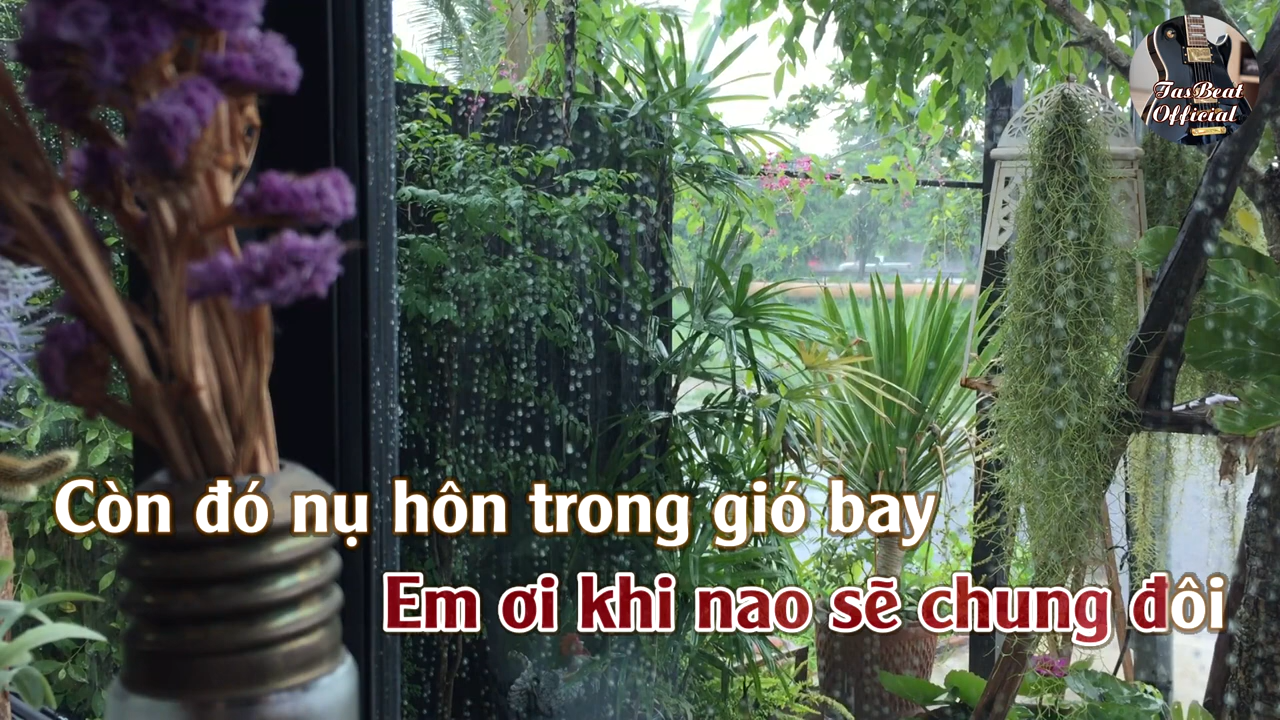 TasBeat
Official
Còn đó nụ hôn trong gió bay
Em ơi khi nao sẽ chung đôi